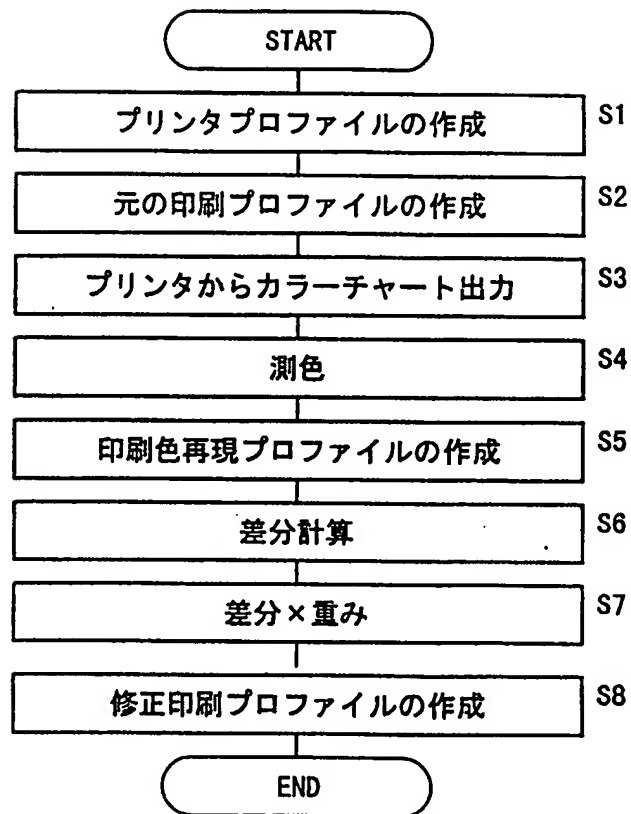 START
プリンタプロファイルの作成 S1
元の印刷プロファイルの作成 S2
プリンタからカラーチャート出力 S3
測色 S4
印刷色再現プロファイルの作成 S5
差分計算 S6
差分×重み S7
修正印刷プロファイルの作成 S8
END